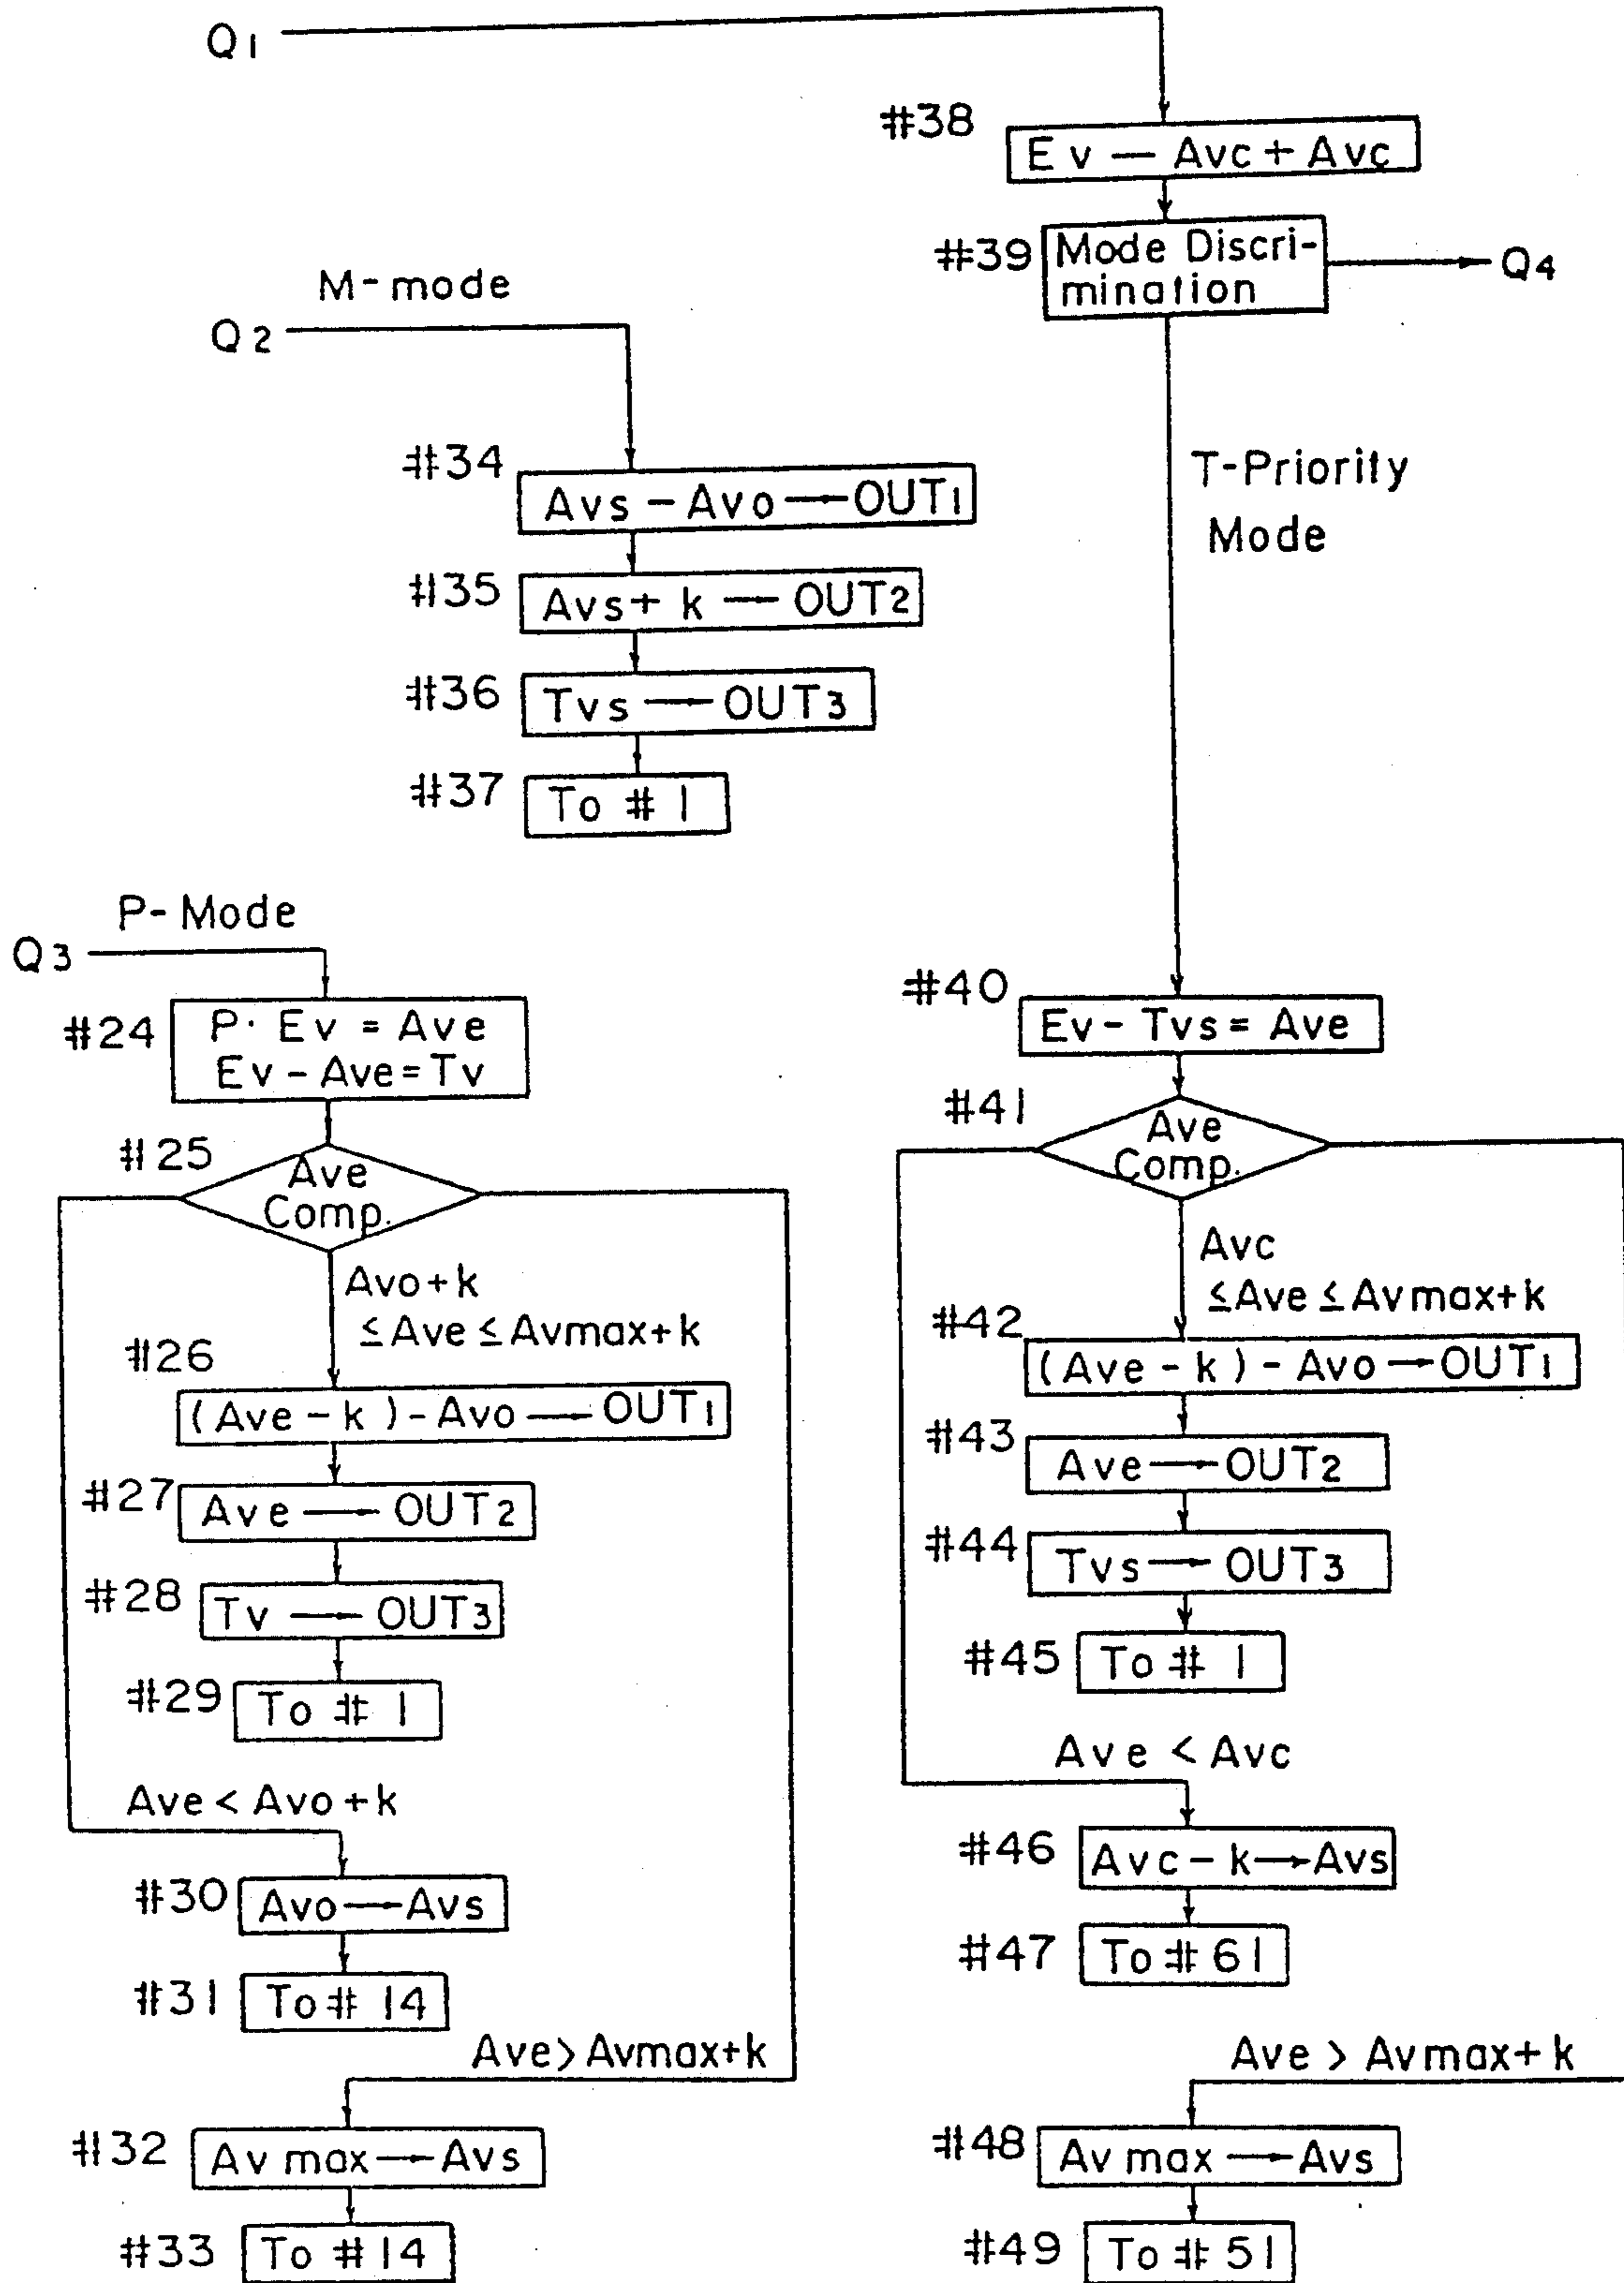 Q1
#38
Ev — Avc + Avc
#39
Mode Discri-
mination
Q4
M-mode
Q2
#34
Avs - Avo → OUT1
#35
Avs + k → OUT2
#36
Tvs → OUT3
#37
To # 1
T-Priority
Mode
P-Mode
Q3
#24
P· Ev = Ave
Ev - Ave = Tv
#25
Ave
Comp.
Avo + k
≤ Ave ≤ Avmax + k
#26
(Ave - k) - Avo → OUT1
#27
Ave → OUT2
#28
Tv → OUT3
#29
To # 1
Ave < Avo + k
#30
Avo → Avs
#31
To # 14
Ave > Avmax + k
#32
Av max → Avs
#33
To # 14
#40
Ev - Tvs = Ave
#41
Ave
Comp.
Avc
≤ Ave ≤ Avmax + k
#42
(Ave - k) - Avo → OUT1
#43
Ave → OUT2
#44
Tvs → OUT3
#45
To # 1
Ave < Avc
#46
Avc - k → Avs
#47
To # 61
Ave > Avmax + k
#48
Av max → Avs
#49
To # 51